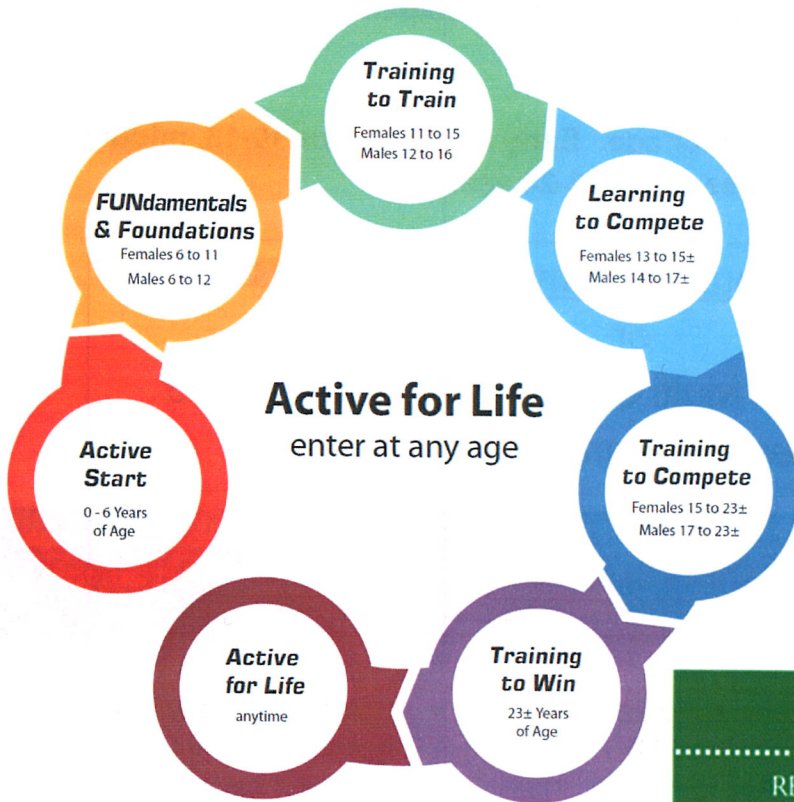 Training
to Train
Females 11 to 15
Males 12 to 16
FUNdamentals
& Foundations
Females 6 to 11
Males 6 to 12
Learning
to Compete
Females 13 to 15±
Males 14 to 17±
Active for Life
enter at any age
Active
Start
0 - 6 Years
of Age
Training
to Compete
Females 15 to 23±
Males 17 to 23±
Active
for Life
anytime
Training
to Win
23± Years
of Age